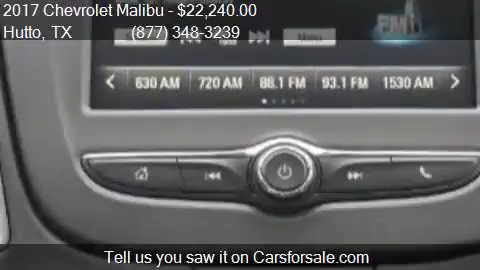 2017 Chevrolet Malibu - $22,240.00
Hutto, TX (877) 348-3239
FM
Menu
630 AM 720 AM 88.1 FM 93.1 FM 1530 AM
Tell us you saw it on Carsforsale.com